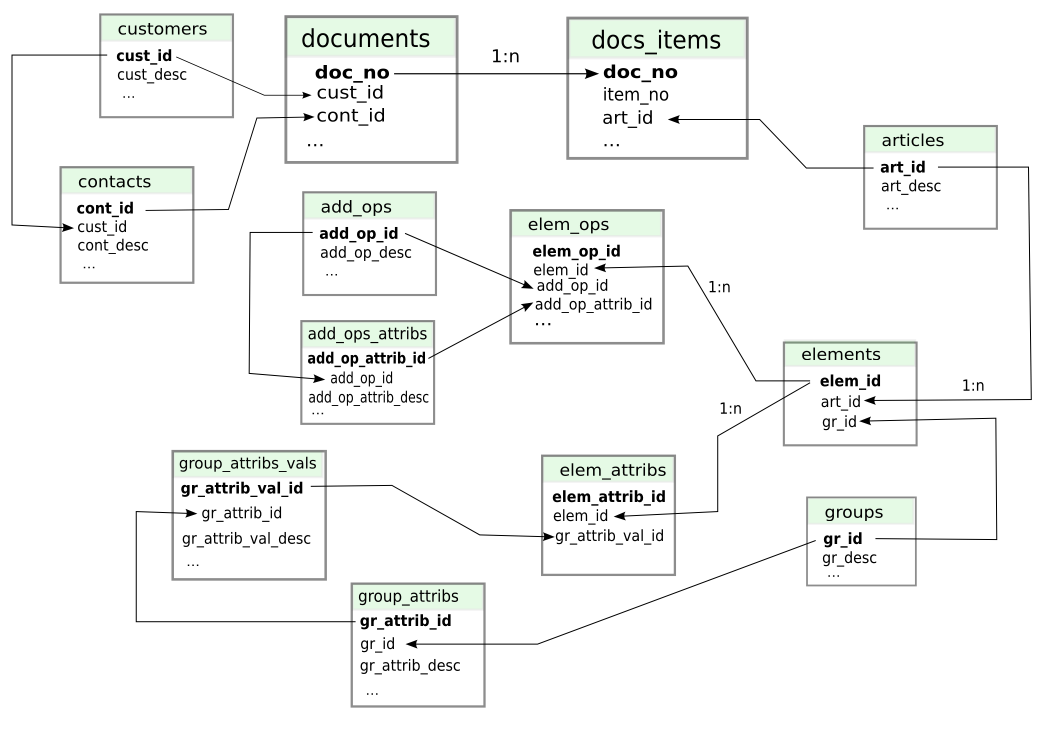 customers
cust_id
cust_desc
...
documents
doc_no
cust_id
cont_id
...
1:n
docs_items
doc_no
item_no
art_id
...
articles
art_id
art_desc
...
contacts
cont_id
cust_id
cont_desc
...
add_ops
add_op_id
add_op_desc
...
elem_ops
elem_op_id
elem_id
add_op_id
add_op_attrib_id
...
1:n
add_ops_attribs
add_op_attrib_id
add_op_id
add_op_attrib_desc
...
elements
elem_id
art_id
gr_id
1:n
1:n
group_attribs_vals
gr_attrib_val_id
gr_attrib_id
gr_attrib_val_desc
...
elem_attribs
elem_attrib_id
elem_id
gr_attrib_val_id
groups
gr_id
gr_desc
...
group_attribs
gr_attrib_id
gr_id
gr_attrib_desc
...